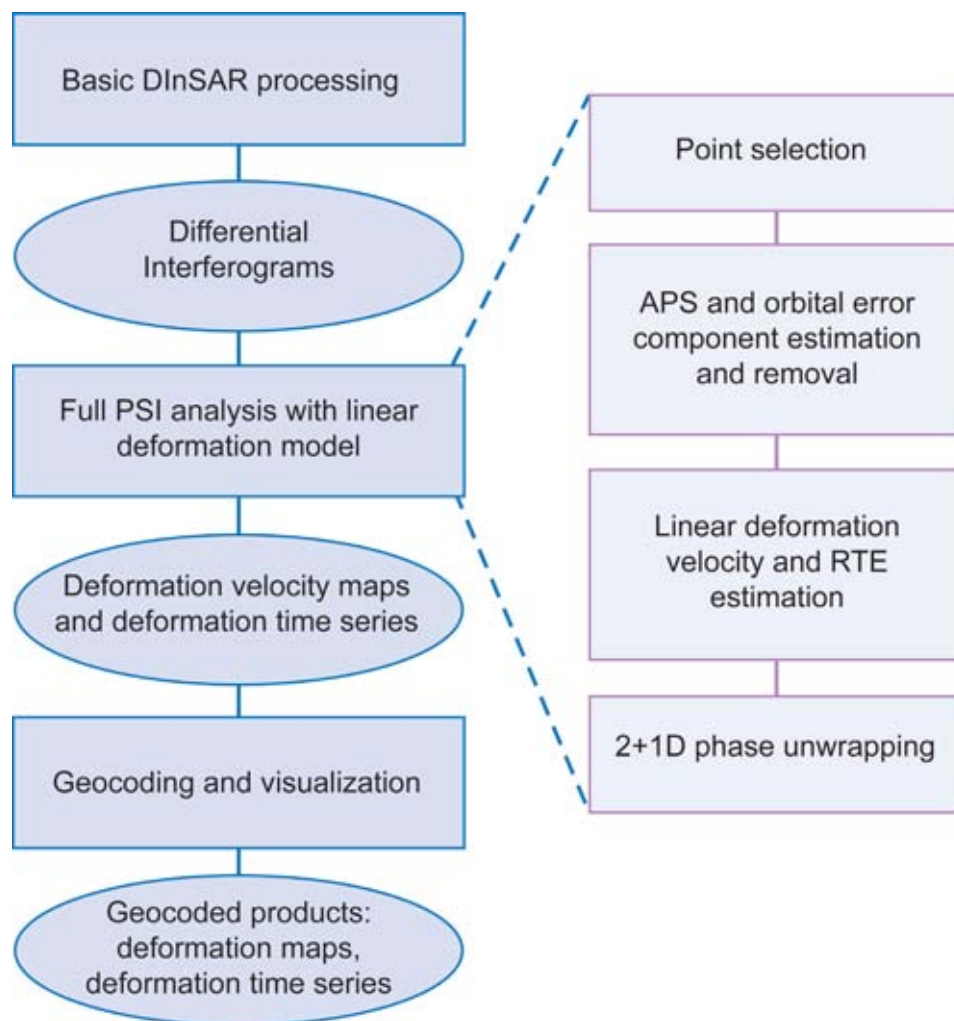 Basic DInSAR processing
Differential
Interferograms
Full PSI analysis with linear
deformation model
Deformation velocity maps
and deformation time series
Geocoding and visualization
Geocoded products:
deformation maps,
deformation time series
Point selection
APS and orbital error
component estimation
and removal
Linear deformation
velocity and RTE
estimation
2+1D phase unwrapping